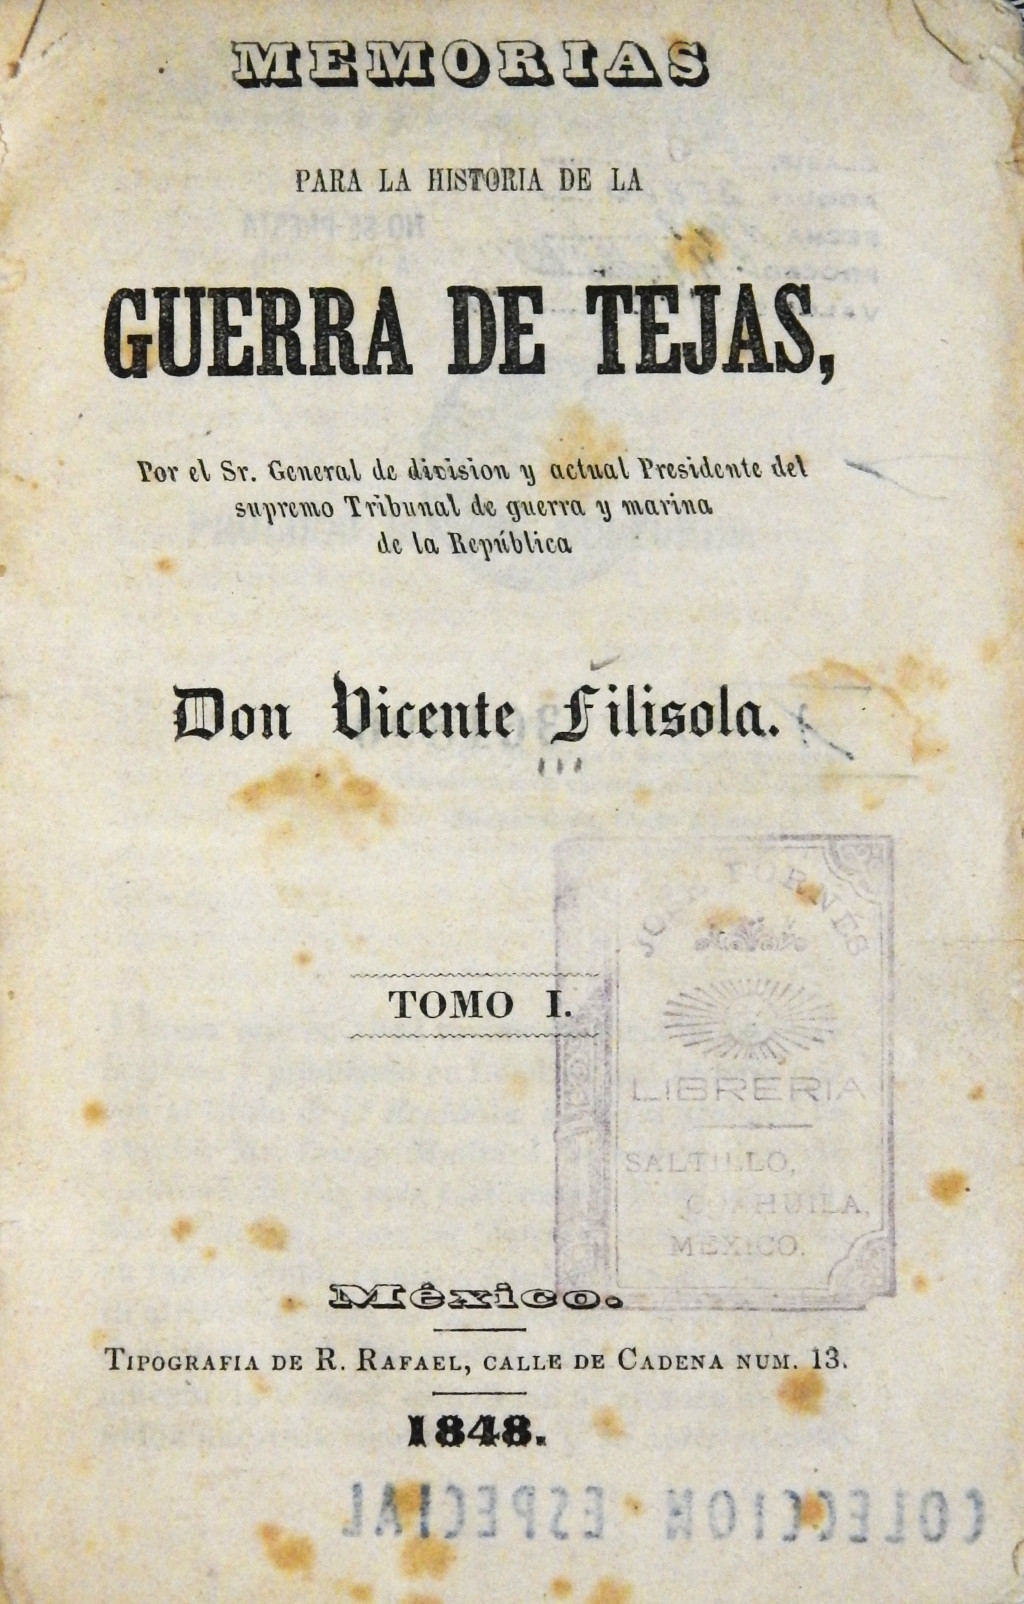 MEMORIAS
PARA LA HISTORIA DE LA
GUERRA DE TEJAS,
Por el Sr. General de division y actual Presidente del
supremo Tribunal de guerra y marina
de la República
Don Vicente Filisola.
TOMO I.
FORNÉS
LIBRERIA
SALTILLO,
COAHUILA,
MEXICO.
México.
TIPOGRAFIA DE R. RAFAEL, CALLE DE CADENA NUM. 13.
1848.
COLECCION ESPECIAL